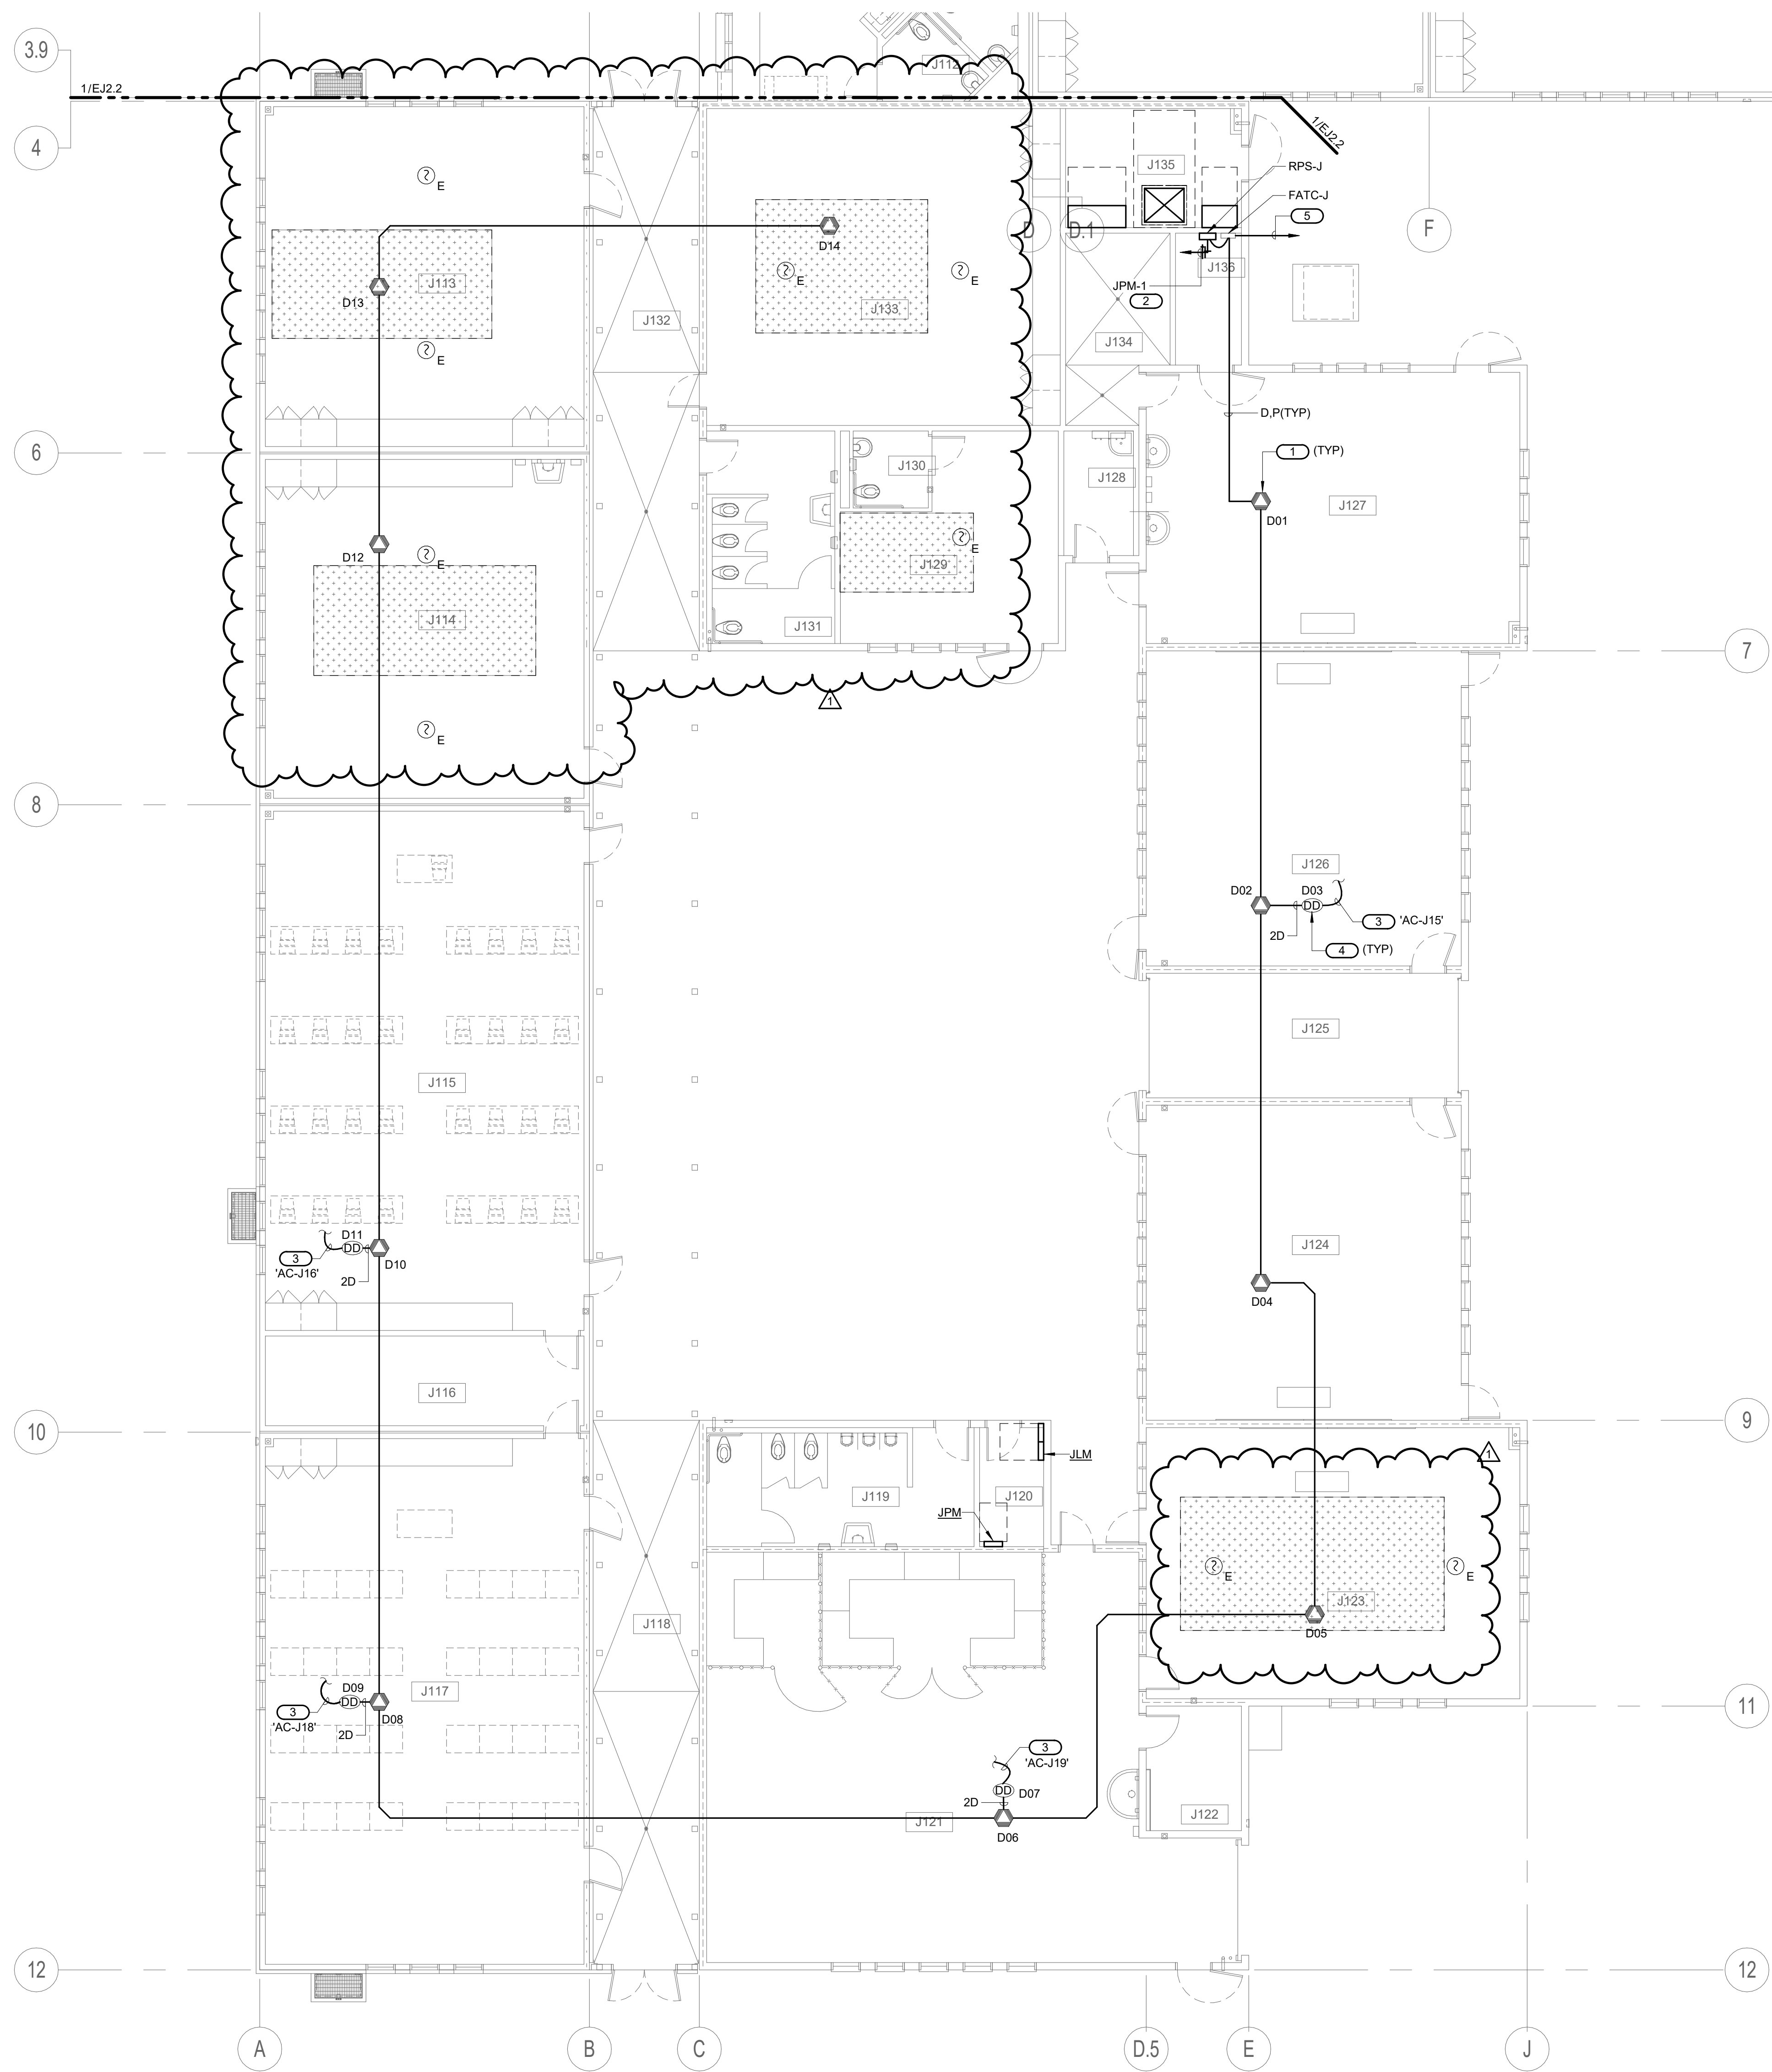 3.9
1/EJ2.2
J112
4
1/EJ2.2
J135
RPS-J
FATC-J
5
E
D14
D
D.1
F
J113
D13
E
E
J133
J136
JPM-1
2
J132
J134
E
D,P(TYP)
6
1 (TYP)
J130
J128
J127
D01
D12
E
E
J129
J114
J131
7
1
E
8
J126
D02
D03
3
'AC-J15'
DD
2D
4 (TYP)
J125
J115
D11
DD
3
'AC-J16'
2D
D10
J124
D04
J116
10
9
JLM
1
J119
J120
JPM
E
E
J123
D05
J118
D09
DD
J117
3
'AC-J18'
D08
2D
11
3
'AC-J19'
DD
D07
2D
J121
D06
J122
12
12
A
B
C
D.5
E
J